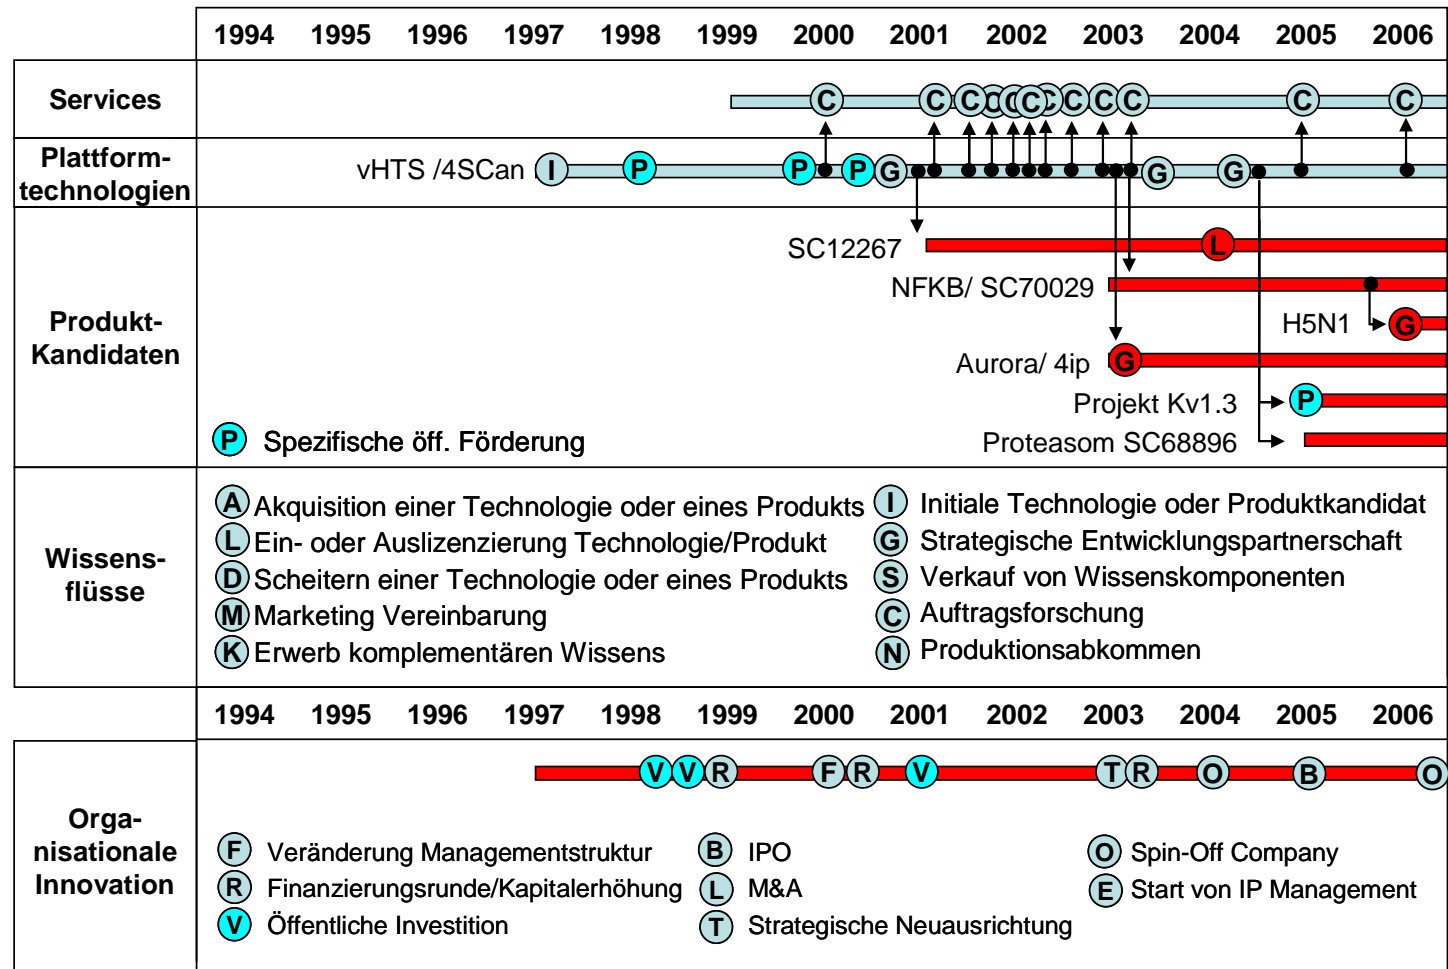 1994 1995 1996 1997 1998 1999 2000 2001 2002 2003 2004 2005 2006
Services
C C C C C C C C C C C C
Plattform-
technologien
vHTS /4SCan I P P P G G G
Produkt-
Kandidaten
SC12267 L
NFKB/ SC70029
H5N1 G
Aurora/ 4ip G
Projekt Kv1.3 P
Proteasom SC68896
P Spezifische öff. Förderung
Wissens-
flüsse
A Akquisition einer Technologie oder eines Produkts
L Ein- oder Auslizenzierung Technologie/Produkt
D Scheitern einer Technologie oder eines Produkts
M Marketing Vereinbarung
K Erwerb komplementären Wissens
I Initiale Technologie oder Produktkandidat
G Strategische Entwicklungspartnerschaft
S Verkauf von Wissenskomponenten
C Auftragsforschung
N Produktionsabkommen
1994 1995 1996 1997 1998 1999 2000 2001 2002 2003 2004 2005 2006
Orga-
nisationale
Innovation
V V R F R V T R O B O
F Veränderung Managementstruktur
R Finanzierungsrunde/Kapitalerhöhung
V Öffentliche Investition
B IPO
L M&A
T Strategische Neuausrichtung
O Spin-Off Company
E Start von IP Management